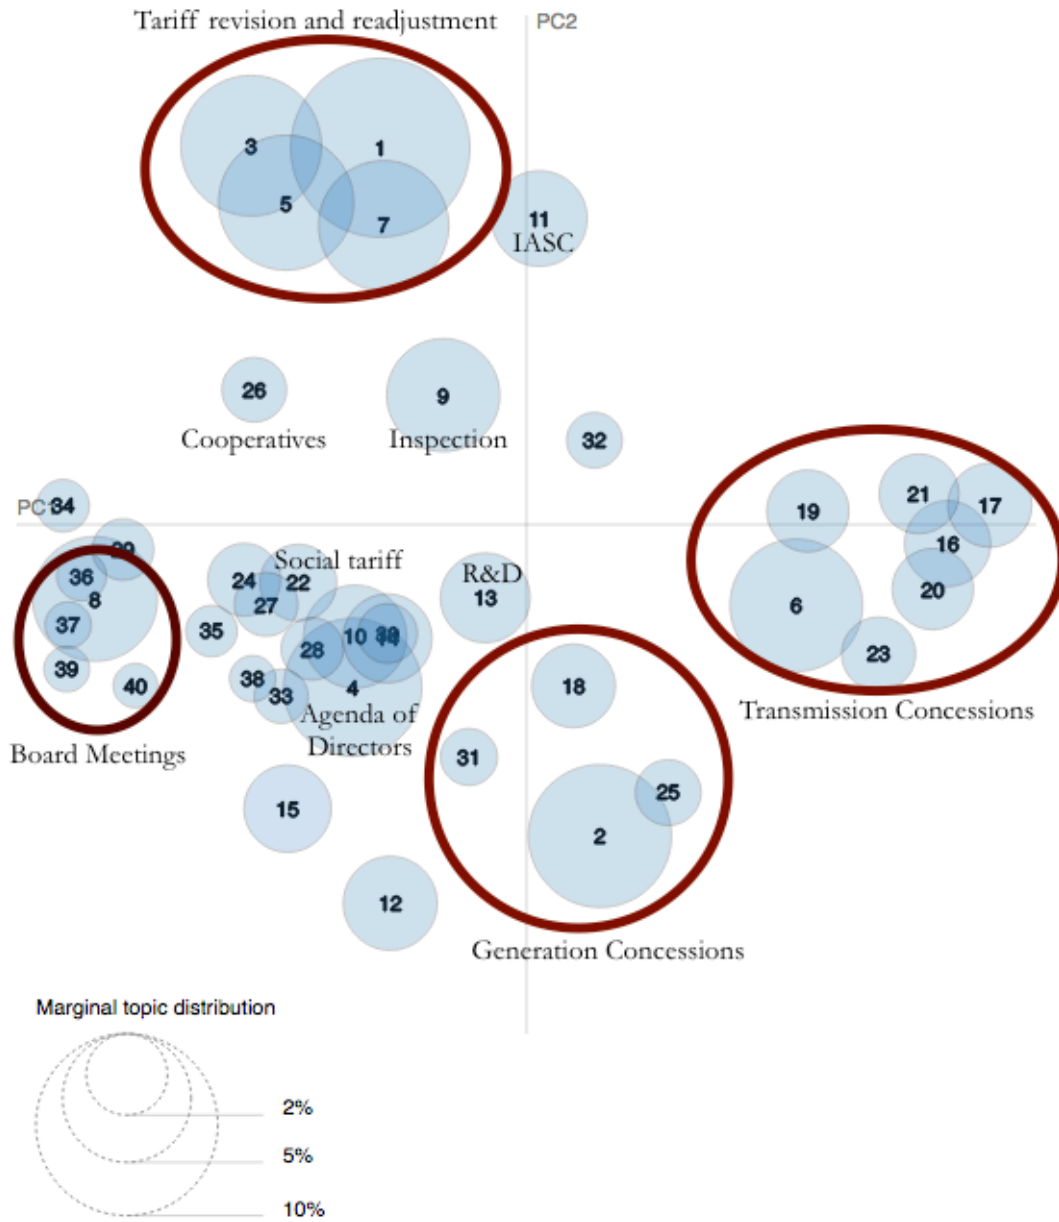 Tariff revision and readjustment
PC2
3
1
5
7
11
IASC
26
9
Cooperatives
Inspection
32
34
PC1
21
17
19
16
36
8
Social tariff
24
22
27
R&D
13
20
6
37
35
10
28
23
39
38
4
18
40
33
Transmission Concessions
Agenda of
Directors
Board Meetings
31
25
15
2
12
Generation Concessions
Marginal topic distribution
2%
5%
10%